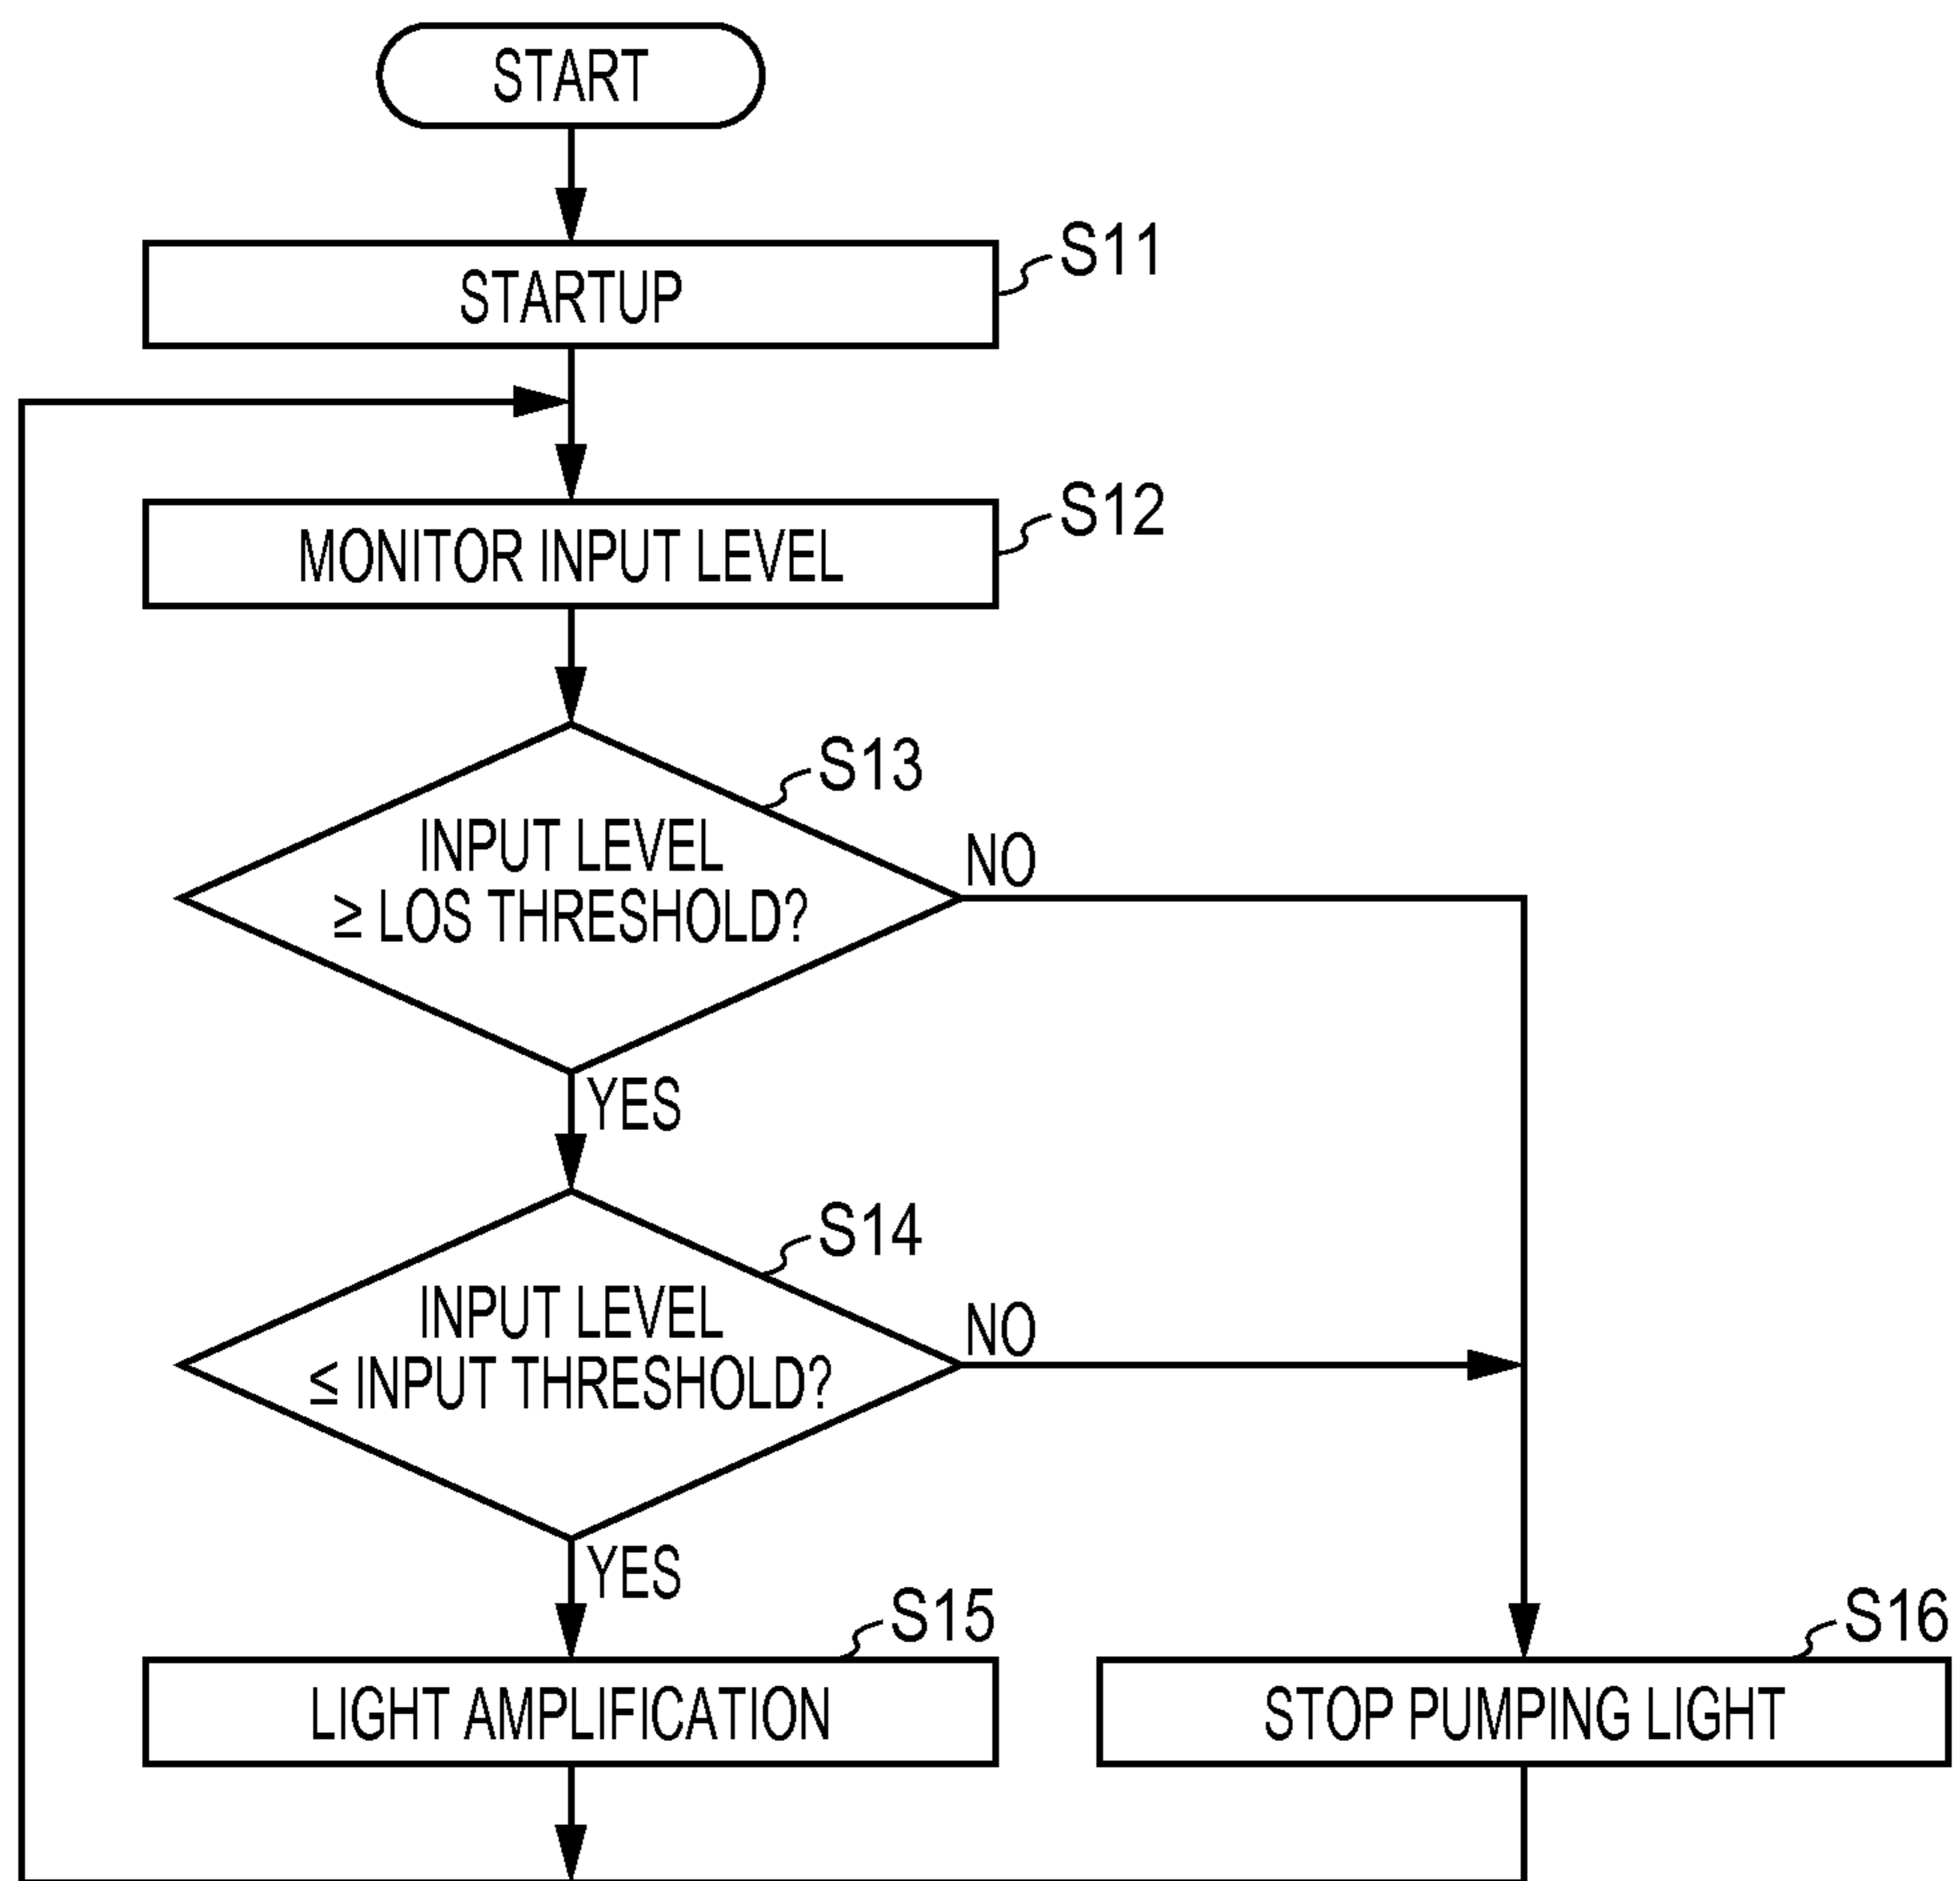 START
S11
STARTUP
S12
MONITOR INPUT LEVEL
S13
INPUT LEVEL
≥ LOS THRESHOLD?
NO
YES
S14
INPUT LEVEL
≤ INPUT THRESHOLD?
NO
YES
S15
LIGHT AMPLIFICATION
S16
STOP PUMPING LIGHT